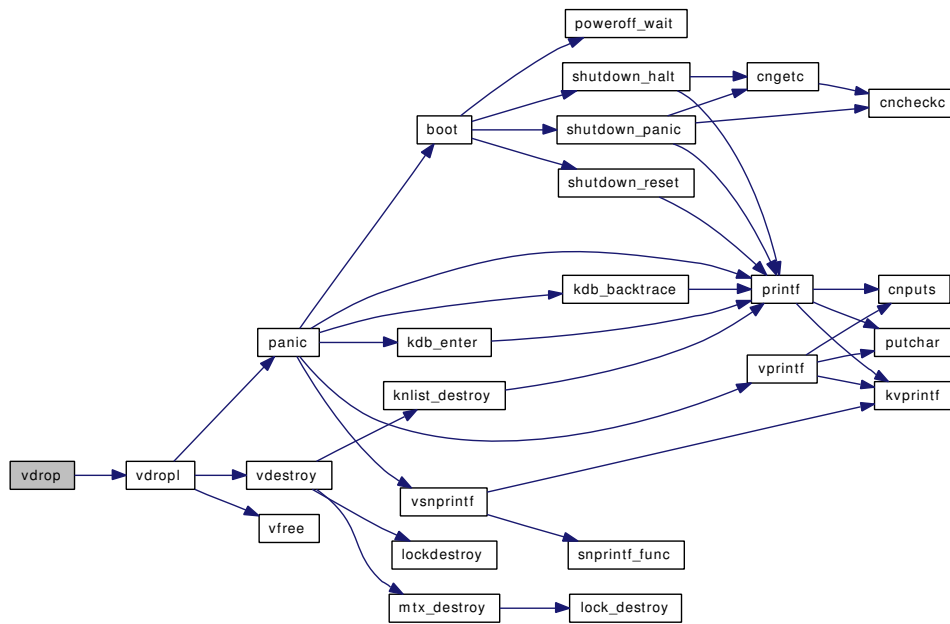 poweroff_wait
shutdown_halt
cngetc
cncheckc
boot
shutdown_panic
shutdown_reset
kdb_backtrace
printf
cnputs
panic
kdb_enter
putchar
vprintf
knlist_destroy
kvprintf
vdrop
vdropl
vdestroy
vsnprintf
vfree
lockdestroy
snprintf_func
mtx_destroy
lock_destroy